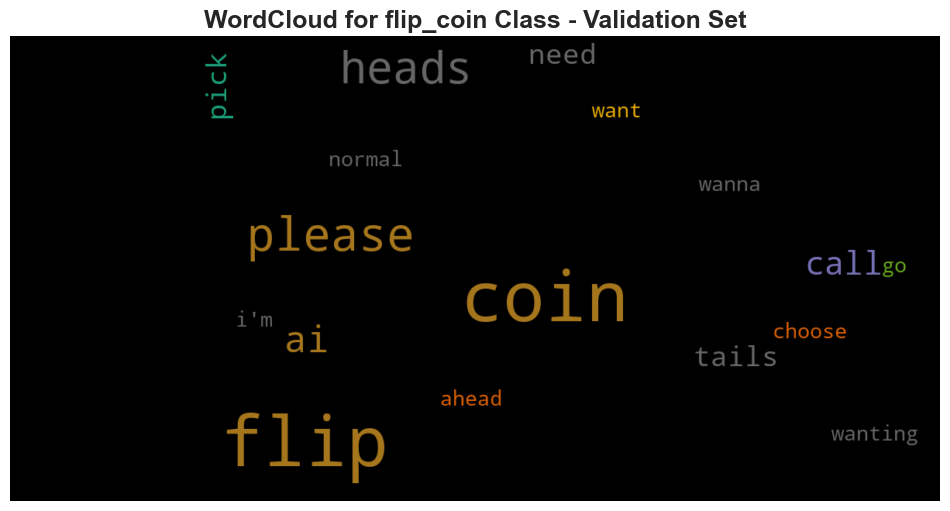 WordCloud for flip_coin Class - Validation Set
pick
heads
need
want
normal
wanna
please
call
go
coin
i'm
ai
choose
tails
ahead
flip
wanting